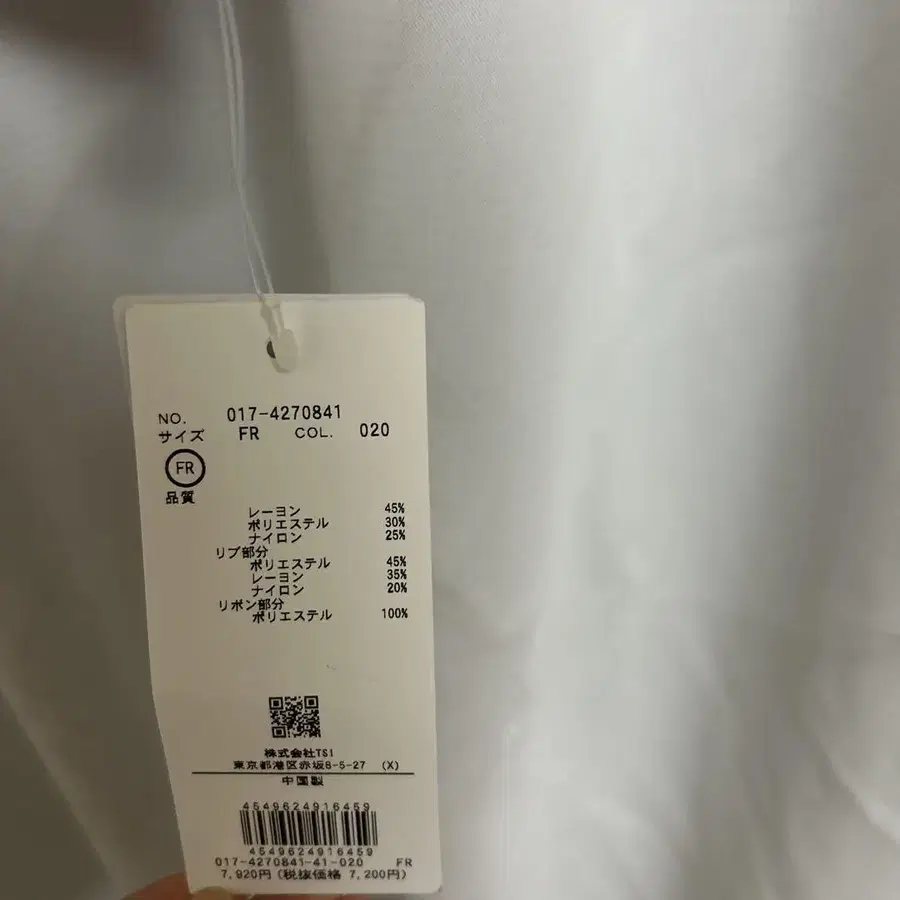 NO. 017-4270841
サイズ FR COL. 020
FR
品質
レーヨン 45%
ポリエステル 30%
ナイロン 25%
リブ部分
ポリエステル 45%
レーヨン 35%
ナイロン 20%
リボン部分
ポリエステル 100%
株式会社TSI
東京都港区赤坂8-5-27 (X)
中国製
4549624916459
4549624916459
017-4270841-41-020 FR
7,920円 (税抜価格 7,200円)